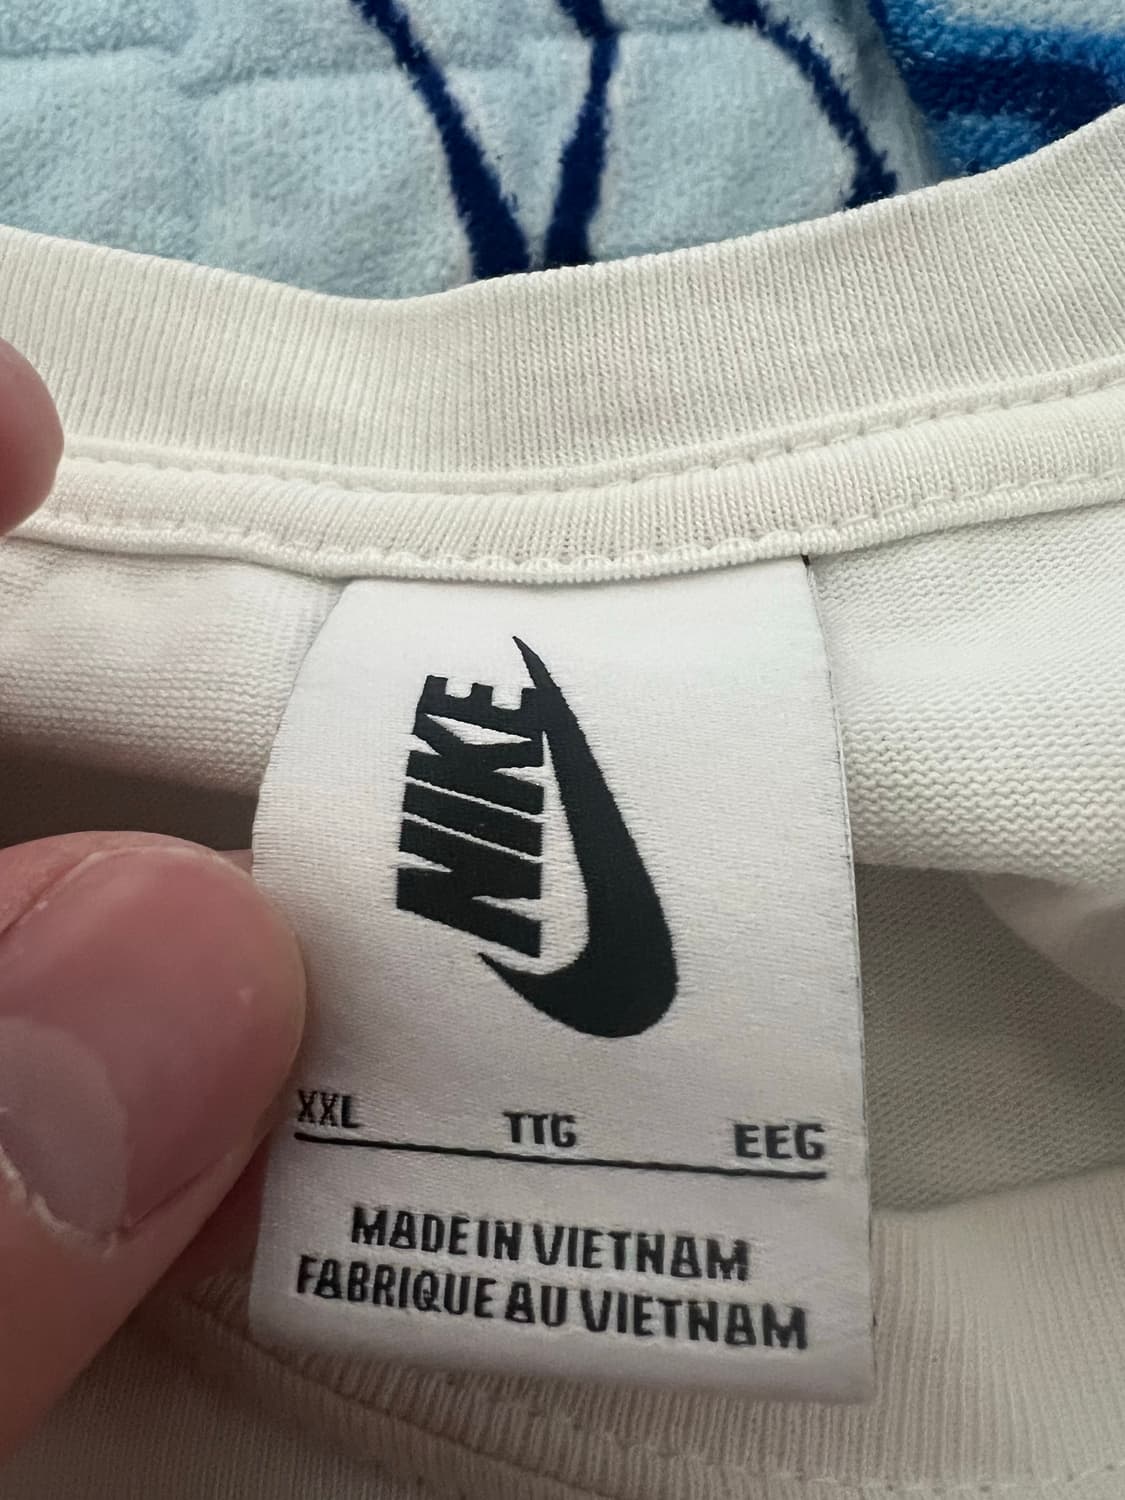 NIKE
XXL TTG EEG
MADE IN VIETNAM
FABRIQUE AU VIETNAM